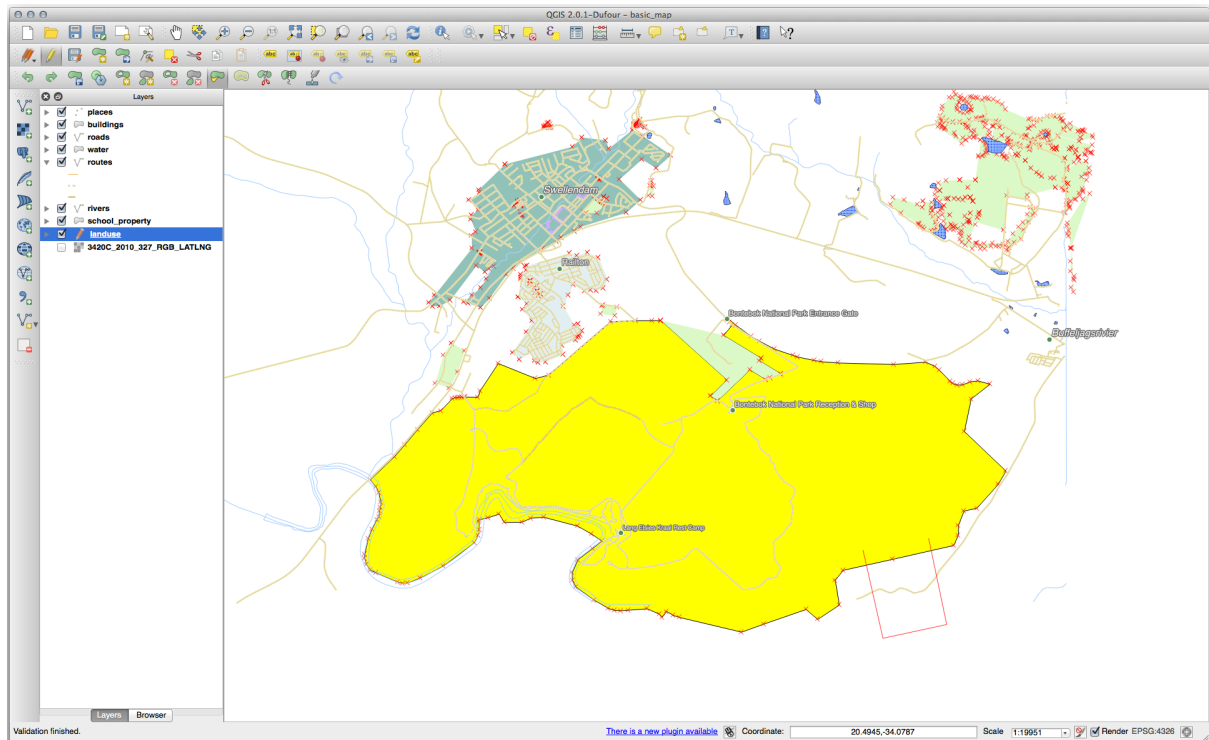 QGIS 2.0.1-Dufour - basic_map
Layers
places
buildings
roads
water
routes
rivers
school_property
landuse
3420C_2010_327_RGB_LATLNG
Swellendam
Railton
Bontebok National Park Entrance Gate
Buffeljagsrivier
Bontebok National Park Reception & Shop
Lang Elsies Kraal Rest Camp
Layers
Browser
Validation finished.
There is a new plugin available
Coordinate:
20.4945,-34.0787
Scale
1:19951
Render
EPSG:4326